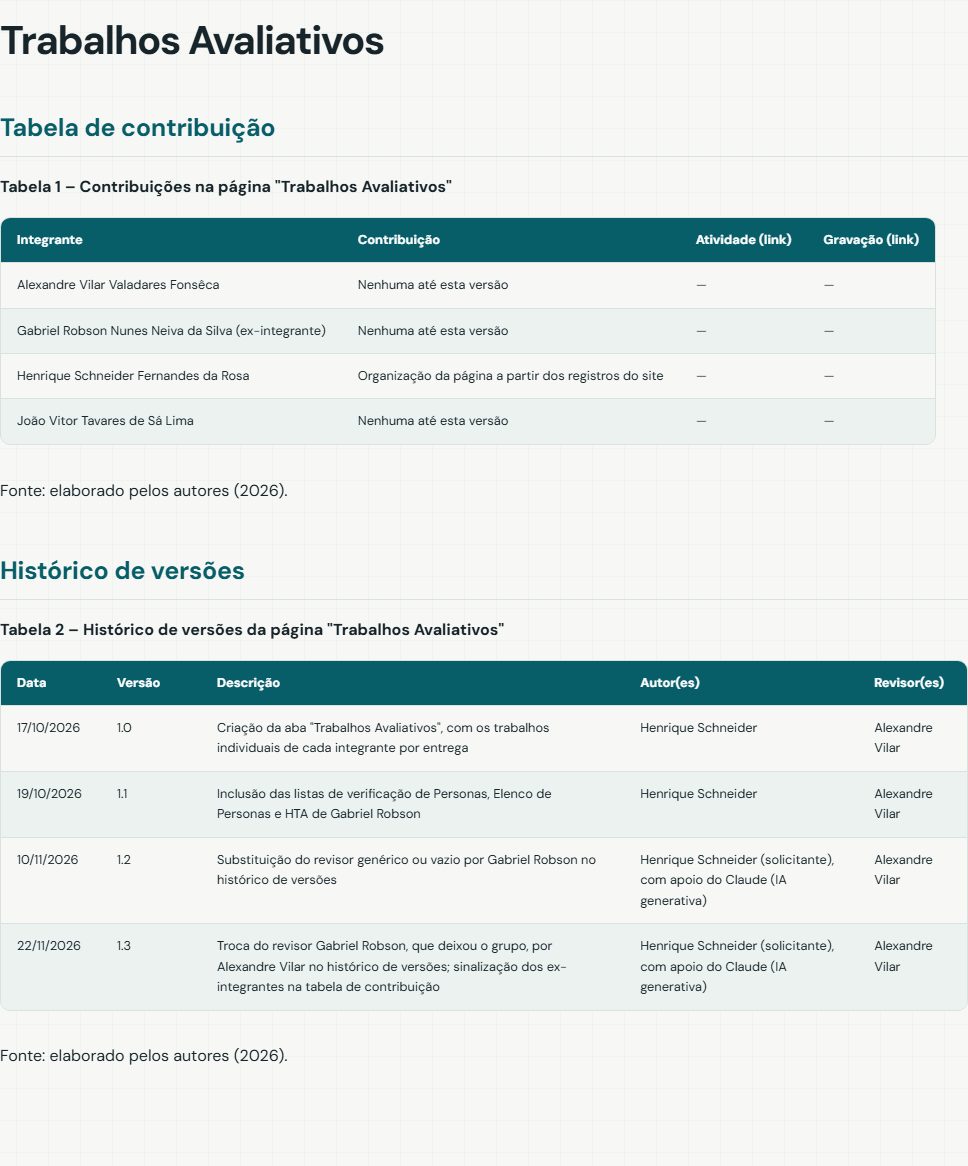 Trabalhos Avaliativos
Tabela de contribuição
Tabela 1 – Contribuições na página "Trabalhos Avaliativos"
Integrante Contribuição Atividade (link) Gravação (link)
Alexandre Vilar Valadares Fonsêca Nenhuma até esta versão — —
Gabriel Robson Nunes Neiva da Silva (ex-integrante) Nenhuma até esta versão — —
Henrique Schneider Fernandes da Rosa Organização da página a partir dos registros do site — —
João Vitor Tavares de Sá Lima Nenhuma até esta versão — —
Fonte: elaborado pelos autores (2026).
Histórico de versões
Tabela 2 – Histórico de versões da página "Trabalhos Avaliativos"
Data Versão Descrição Autor(es) Revisor(es)
17/10/2026 1.0 Criação da aba "Trabalhos Avaliativos", com os trabalhos Henrique Schneider Alexandre
individuais de cada integrante por entrega Vilar
19/10/2026 1.1 Inclusão das listas de verificação de Personas, Elenco de Henrique Schneider Alexandre
Personas e HTA de Gabriel Robson Vilar
10/11/2026 1.2 Substituição do revisor genérico ou vazio por Gabriel Robson no Henrique Schneider (solicitante), Alexandre
histórico de versões com apoio do Claude (IA Vilar
generativa)
22/11/2026 1.3 Troca do revisor Gabriel Robson, que deixou o grupo, por Henrique Schneider (solicitante), Alexandre
Alexandre Vilar no histórico de versões; sinalização dos ex- com apoio do Claude (IA Vilar
integrantes na tabela de contribuição generativa)
Fonte: elaborado pelos autores (2026).